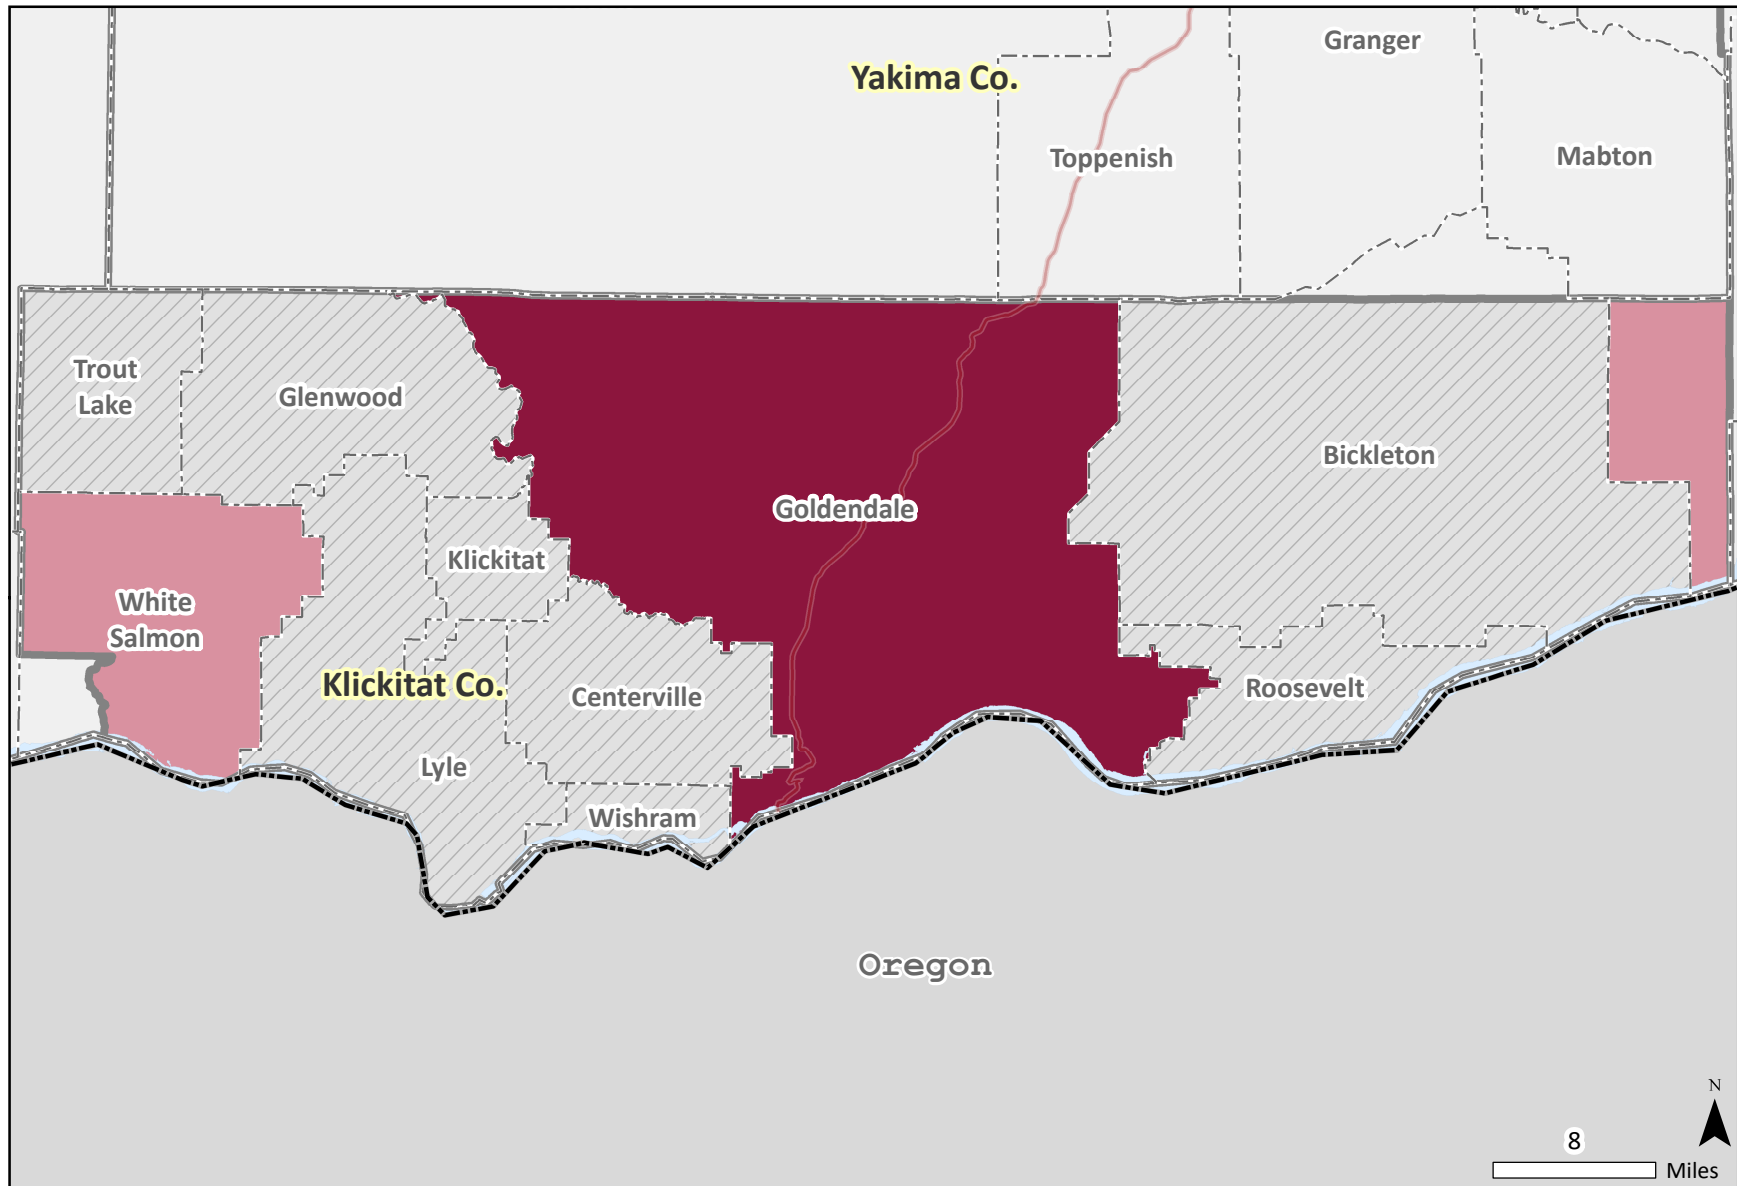 Granger
Yakima Co.
Toppenish
Mabton
Trout
Lake
Glenwood
Bickleton
Goldendale
Klickitat
White
Salmon
Klickitat Co.
Centerville
Roosevelt
Lyle
Wishram
Oregon
N
8
Miles